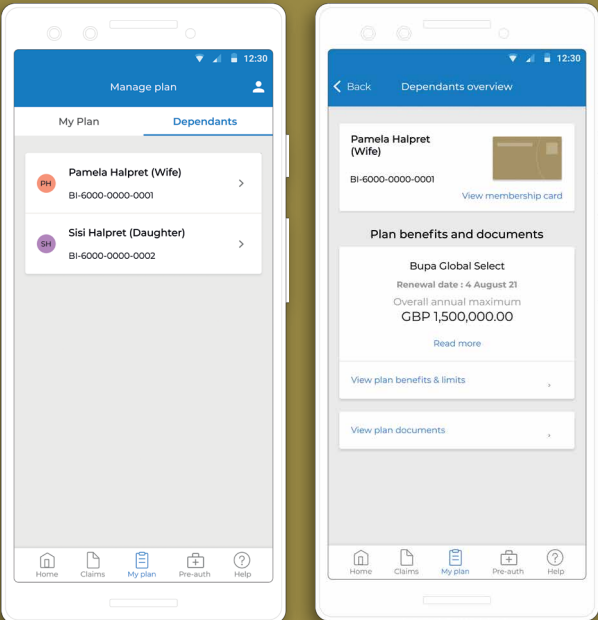 12:30
Manage plan
My Plan
Dependants
PH
Pamela Halpret (Wife)
BI-6000-0000-0001
SH
Sisi Halpret (Daughter)
BI-6000-0000-0002
Home
Claims
My plan
Pre-auth
Help
12:30
Back
Dependants overview
Pamela Halpret
(Wife)
BI-6000-0000-0001
View membership card
Plan benefits and documents
Bupa Global Select
Renewal date : 4 August 21
Overall annual maximum
GBP 1,500,000.00
Read more
View plan benefits & limits
View plan documents
Home
Claims
My plan
Pre-auth
Help